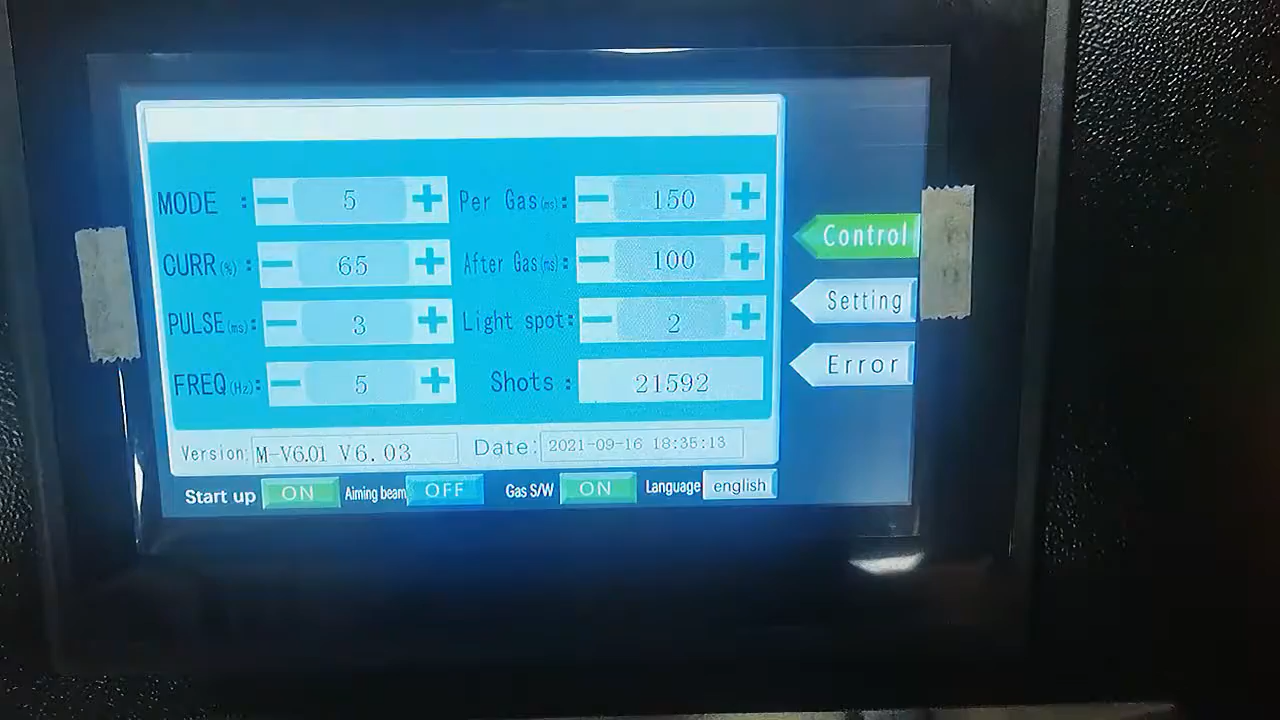 MODE : − 5 + Per Gas(ms): − 150 +
CURR(%): − 65 + After Gas(ms): − 100 +
PULSE(ms): − 3 + Light spot: − 2 +
FREQ(Hz): − 5 + Shots : 21592
Control
Setting
Error
Version: M-V6.01 V6.03 Date: 2021-09-16 18:35:13
Start up ON Aiming beam OFF Gas S/W ON Language english